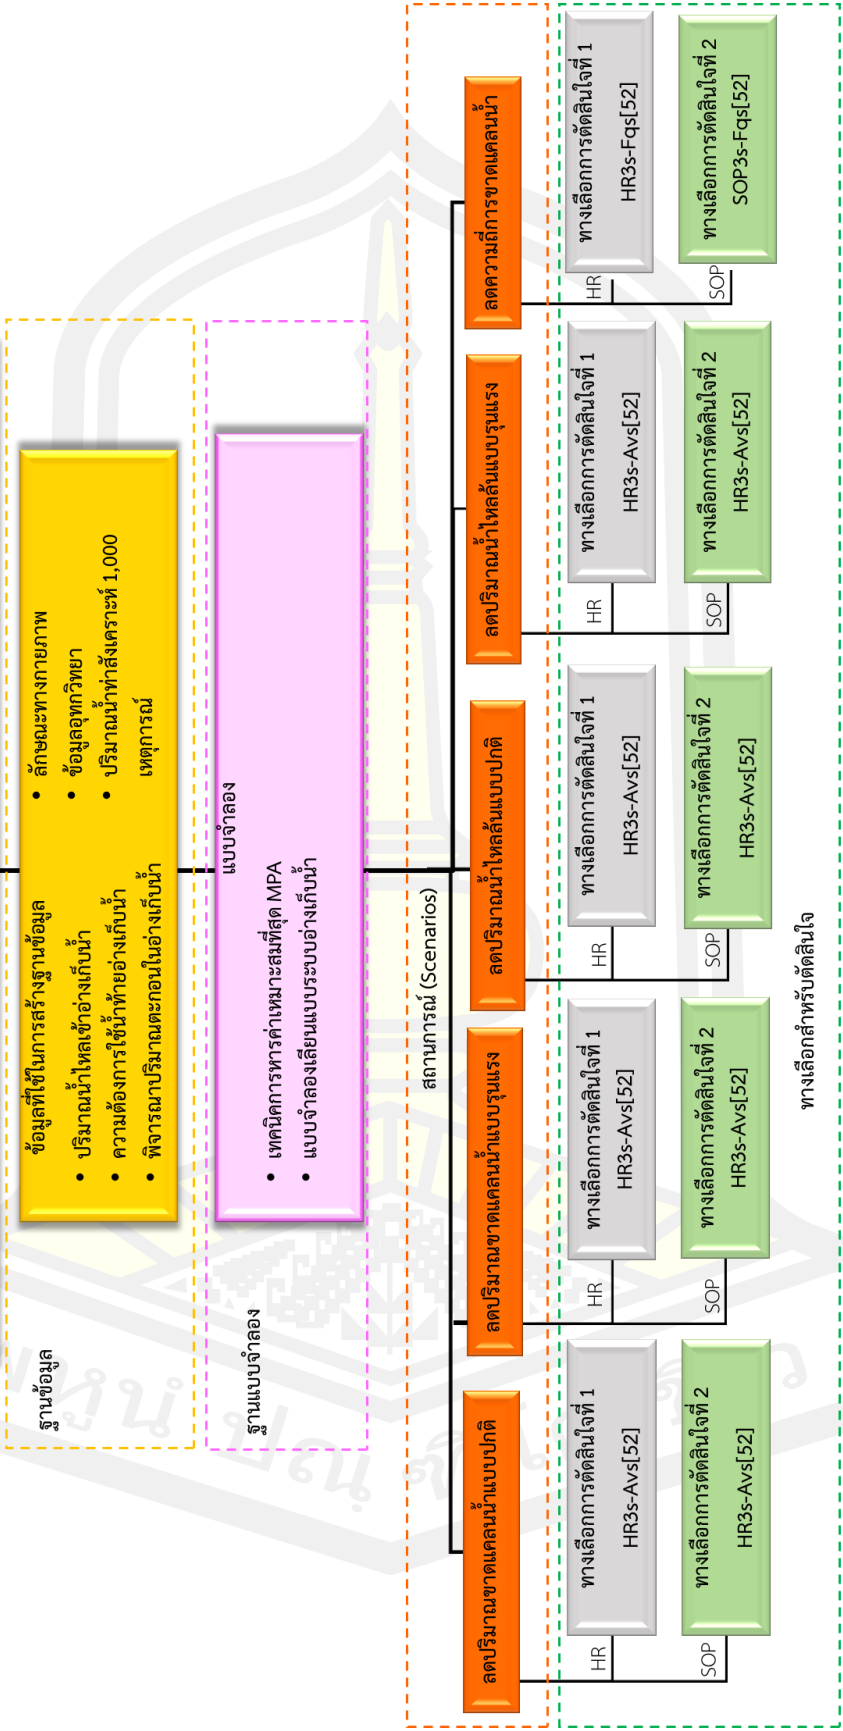 ฐานข้อมูล
ข้อมูลที่ใช้ในการสร้างฐานข้อมูล
• ปริมาณน้ำไหลเข้าอ่างเก็บน้ำ
• ความต้องการใช้น้ำท้ายอ่างเก็บน้ำ
• พิจารณาปริมาณตะกอนในอ่างเก็บน้ำ
• ลักษณะทางกายภาพ
• ข้อมูลอุทกวิทยา
• ปริมาณน้ำท่าสังเคราะห์ 1,000
เหตุการณ์
ฐานแบบจำลอง
แบบจำลอง
• เทคนิคการหารค่าเหมาะสมที่สุด MPA
• แบบจำลองเลียนแบบระบบอ่างเก็บน้ำ
สถานการณ์ (Scenarios)
ลดปริมาณขาดแคลนน้ำแบบปกติ
ลดปริมาณขาดแคลนน้ำแบบรุนแรง
ลดปริมาณน้ำไหลล้นแบบปกติ
ลดปริมาณน้ำไหลล้นแบบรุนแรง
ลดความถี่การขาดแคลนน้ำ
HR
ทางเลือกการตัดสินใจที่ 1
HR3s-Avs[52]
HR
ทางเลือกการตัดสินใจที่ 1
HR3s-Avs[52]
HR
ทางเลือกการตัดสินใจที่ 1
HR3s-Avs[52]
HR
ทางเลือกการตัดสินใจที่ 1
HR3s-Avs[52]
HR
ทางเลือกการตัดสินใจที่ 1
HR3s-Fqs[52]
SOP
ทางเลือกการตัดสินใจที่ 2
HR3s-Avs[52]
SOP
ทางเลือกการตัดสินใจที่ 2
HR3s-Avs[52]
SOP
ทางเลือกการตัดสินใจที่ 2
HR3s-Avs[52]
SOP
ทางเลือกการตัดสินใจที่ 2
HR3s-Avs[52]
SOP
ทางเลือกการตัดสินใจที่ 2
SOP3s-Fqs[52]
ทางเลือกสำหรับตัดสินใจ